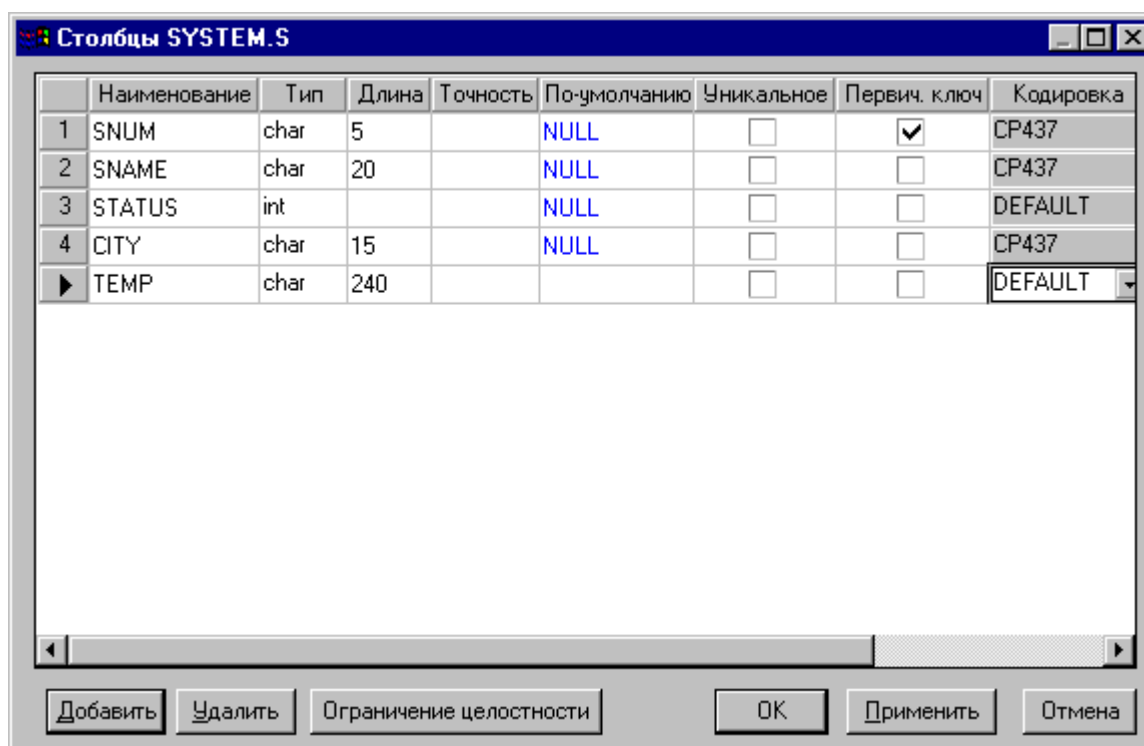 Столбцы SYSTEM.S
Наименование Тип Длина Точность По-умолчанию Уникальное Первич. ключ Кодировка
1 SNUM char 5 NULL CP437
2 SNAME char 20 NULL CP437
3 STATUS int NULL DEFAULT
4 CITY char 15 NULL CP437
TEMP char 240 DEFAULT
Добавить Удалить Ограничение целостности OK Применить Отмена